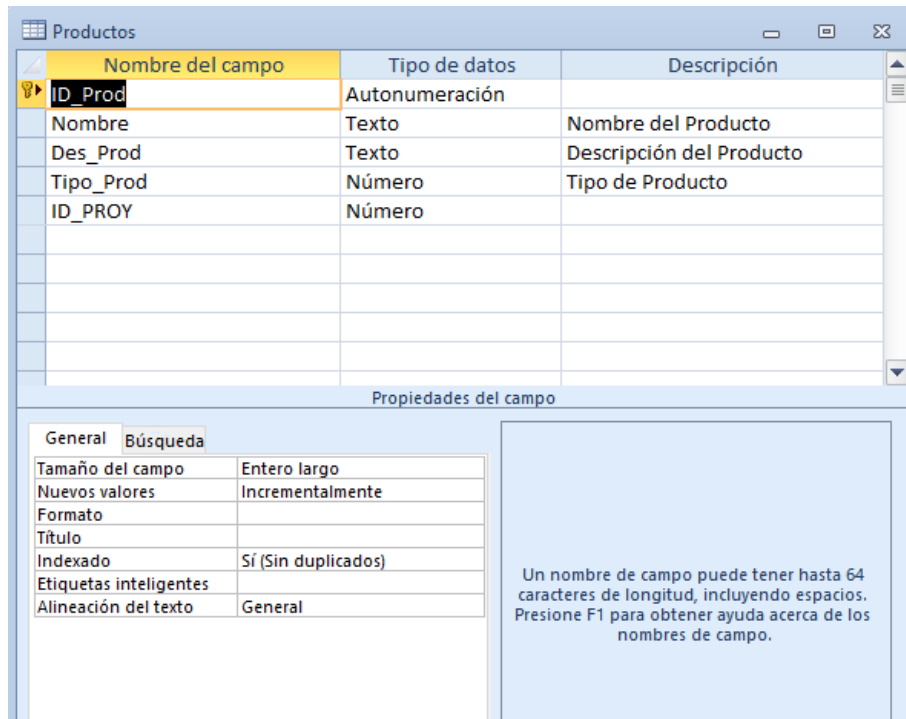 Productos
Nombre del campo Tipo de datos Descripción
ID_Prod Autonumeración
Nombre Texto Nombre del Producto
Des_Prod Texto Descripción del Producto
Tipo_Prod Número Tipo de Producto
ID_PROY Número
Propiedades del campo
General Búsqueda
Tamaño del campo Entero largo
Nuevos valores Incrementalmente
Formato
Título
Indexado Sí (Sin duplicados)
Etiquetas inteligentes
Alineación del texto General
Un nombre de campo puede tener hasta 64
caracteres de longitud, incluyendo espacios.
Presione F1 para obtener ayuda acerca de los
nombres de campo.